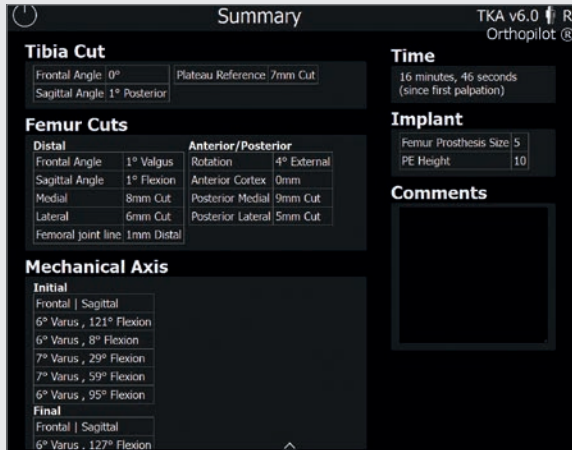 Summary
TKA v6.0 R
Orthopilot ®
Tibia Cut
Frontal Angle 0° Plateau Reference 7mm Cut
Sagittal Angle 1° Posterior
Femur Cuts
Distal Anterior/Posterior
Frontal Angle 1° Valgus Rotation 4° External
Sagittal Angle 1° Flexion Anterior Cortex 0mm
Medial 8mm Cut Posterior Medial 9mm Cut
Lateral 6mm Cut Posterior Lateral 5mm Cut
Femoral joint line 1mm Distal
Mechanical Axis
Initial
Frontal | Sagittal
6° Varus , 121° Flexion
6° Varus , 8° Flexion
7° Varus , 29° Flexion
7° Varus , 59° Flexion
6° Varus , 95° Flexion
Final
Frontal | Sagittal
6° Varus , 127° Flexion
Time
16 minutes, 46 seconds
(since first palpation)
Implant
Femur Prosthesis Size 5
PE Height 10
Comments